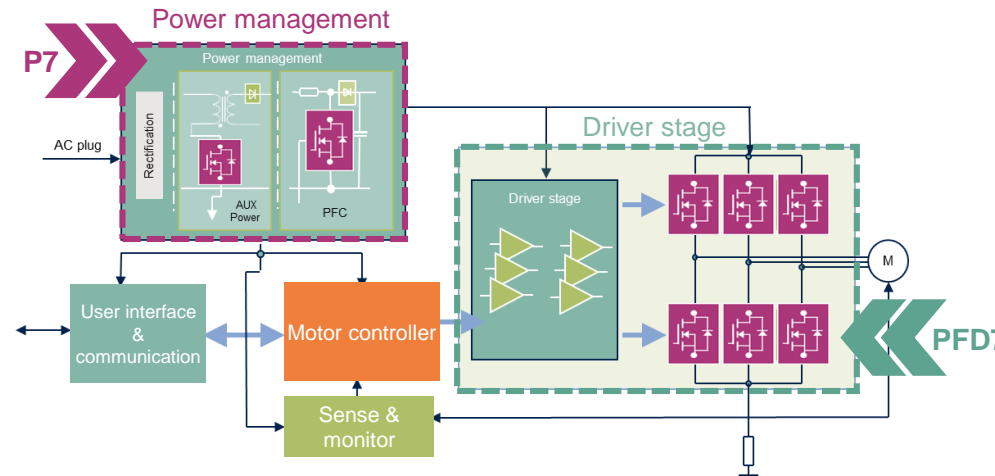 Power management
P7
Power management
Rectification
AC plug
AUX
Power
PFC
Driver stage
Driver stage
M
User interface
&
communication
Motor controller
PFD7
Sense &
monitor